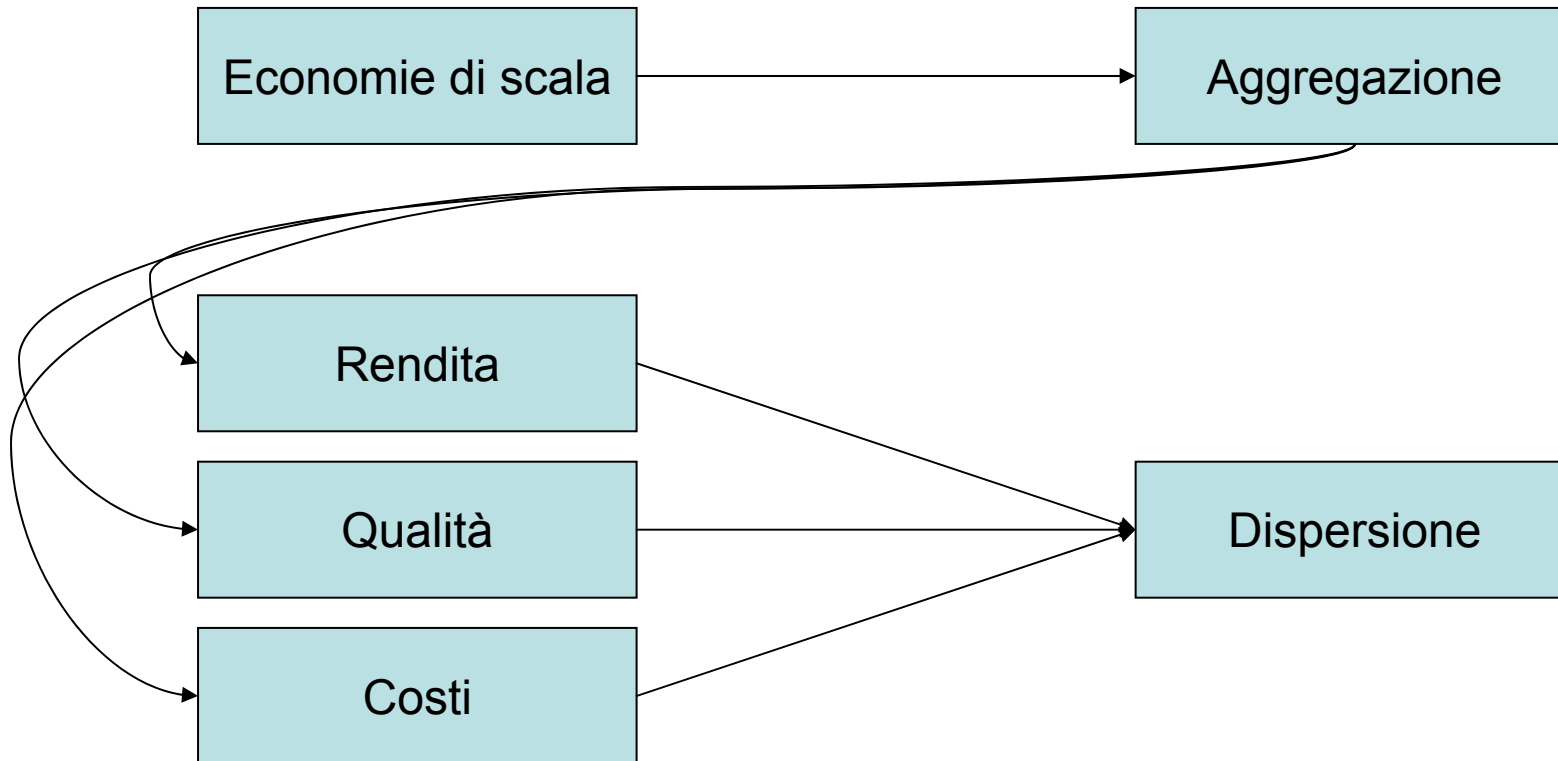 Economie di scala
Aggregazione
Rendita
Qualità
Dispersione
Costi